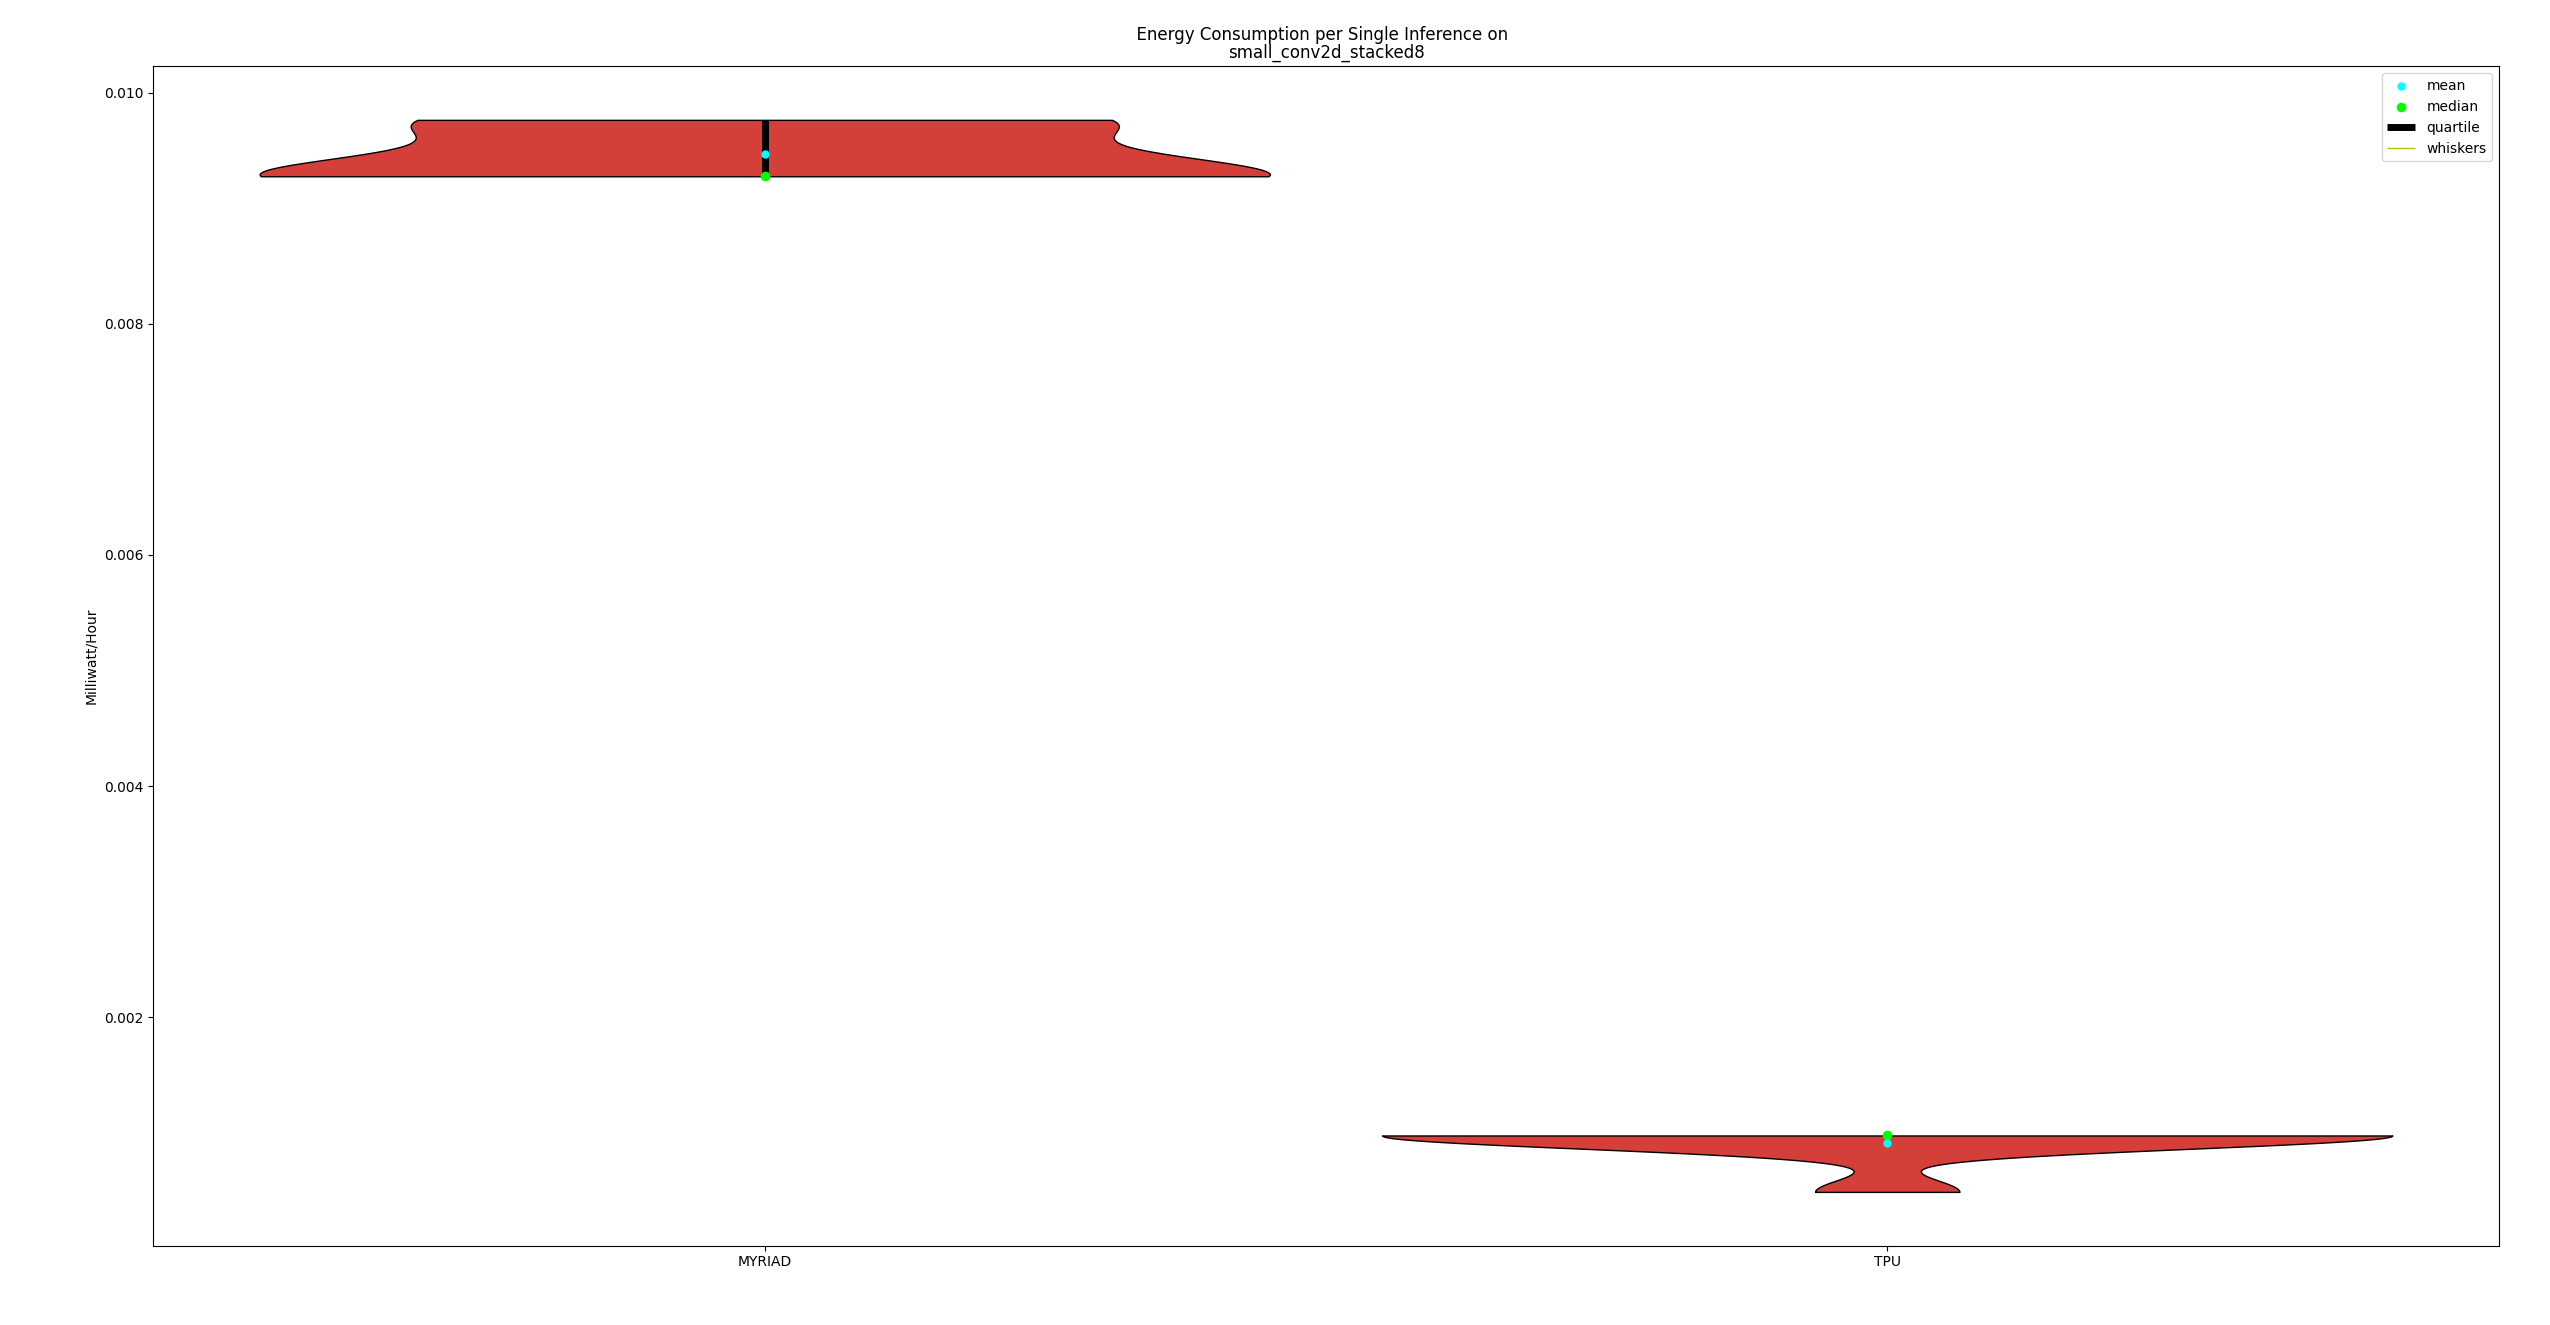 Energy Consumption per Single Inference on
small_conv2d_stacked8
mean
median
quartile
whiskers
0.010
0.008
0.006
0.004
0.002
Milliwatt/Hour
MYRIAD
TPU